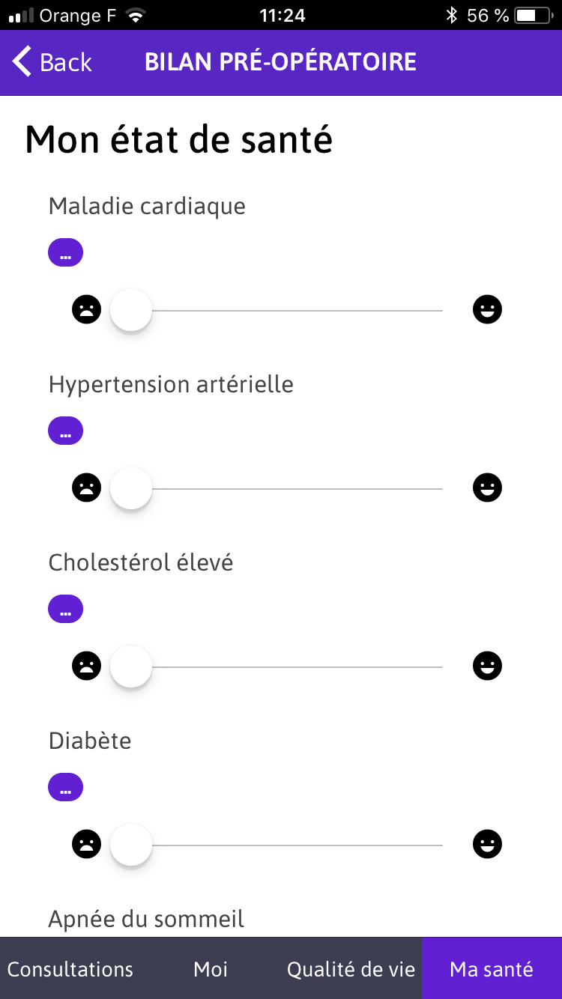 Orange F 11:24 56 %
Back BILAN PRÉ-OPÉRATOIRE
Mon état de santé
Maladie cardiaque
...
Hypertension artérielle
...
Cholestérol élevé
...
Diabète
...
Apnée du sommeil
Consultations Moi Qualité de vie Ma santé